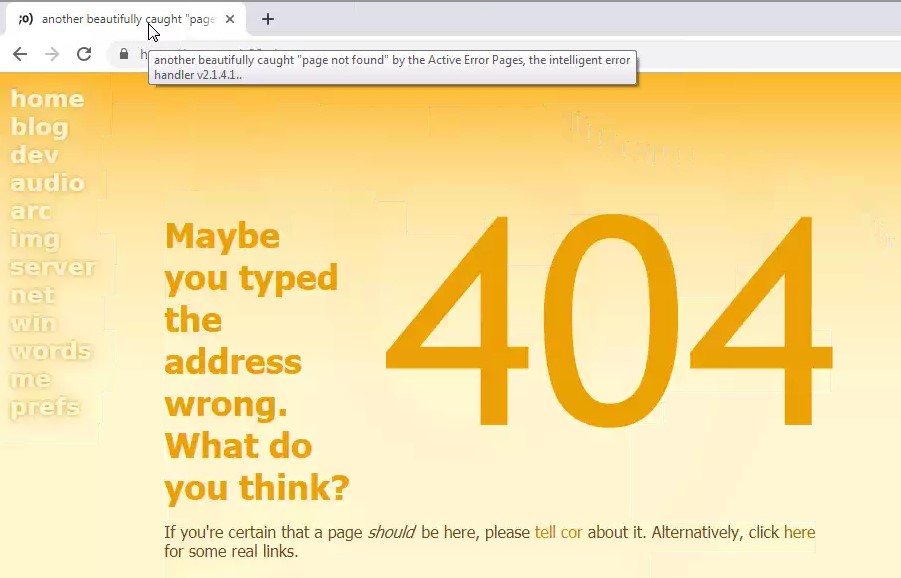 ;o) another beautifully caught "page
another beautifully caught "page not found" by the Active Error Pages, the intelligent error
handler v2.1.4.1..
home
blog
dev
audio
arc
img
server
net
win
words
me
prefs
Maybe
you typed
the
address
wrong.
What do
you think?
404
If you're certain that a page should be here, please tell cor about it. Alternatively, click here
for some real links.